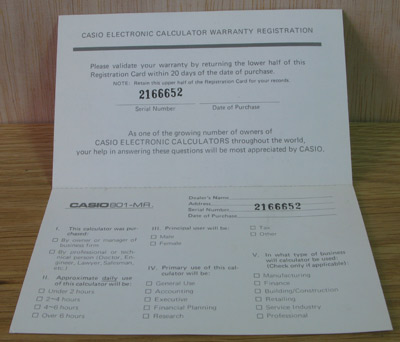 CASIO ELECTRONIC CALCULATOR WARRANTY REGISTRATION
Please validate your warranty by returning the lower half of this
Registration Card within 20 days of the date of purchase.
NOTE: Retain this upper half of the Registration Card for your records.
2166652
Serial Number
Date of Purchase
As one of the growing number of owners of
CASIO ELECTRONIC CALCULATORS throughout the world,
your help in answering these questions will be most appreciated by CASIO.
CASIO 801-MR
Dealer's Name
Address
Serial Number 2166652
Date of Purchase
I. This calculator was pur-
chased:
By owner or manager of
business firm
By professional or tech-
nical person (Doctor, En-
gineer, Lawyer, Salesman,
etc.)
II. Approximate daily use
of calculator will be:
Under 2 hours
2—4 hours
4—6 hours
Over 6 hours
III. Principal user will be:
Male
Female
IV. Primary use of this cal-
culator will be:
General Use
Accounting
Executive
Financial Planning
Research
Tax
Other
V. In what type of business
will calculator be used?
(Check only if applicable):
Manufacturing
Finance
Building/Construction
Retailing
Service Industry
Professional